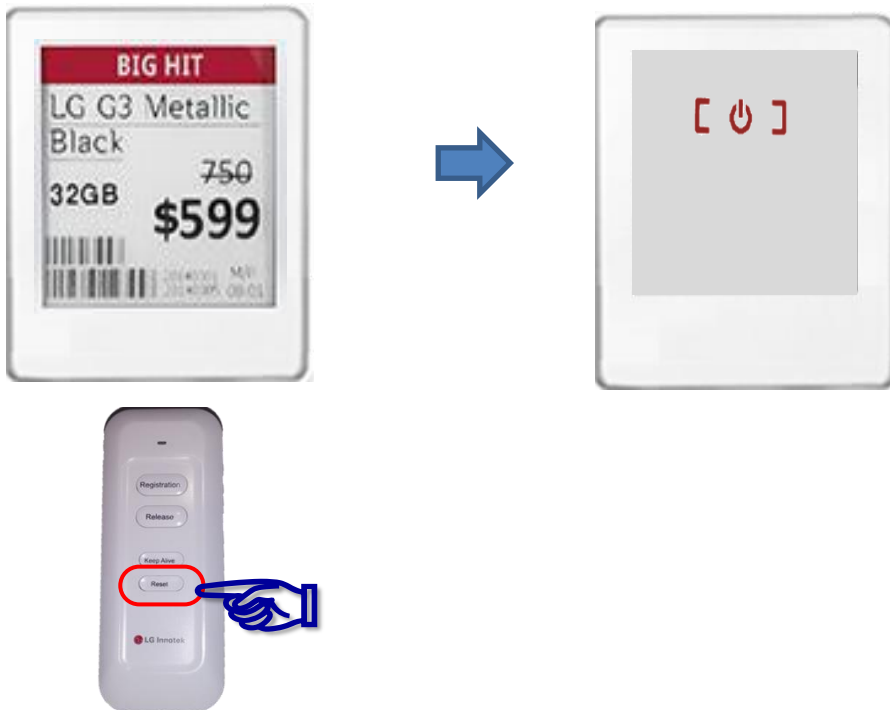 BIG HIT
LG G3 Metallic
Black
750
32GB
$599
Registration
Release
Keep Alive
Reset
LG Innotek